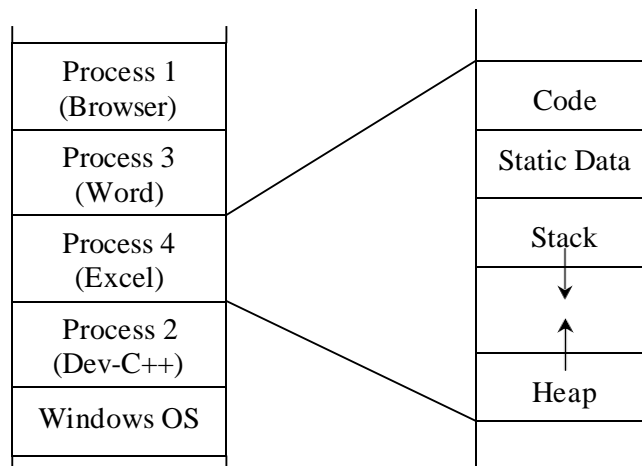 Process 1
(Browser)
Process 3
(Word)
Process 4
(Excel)
Process 2
(Dev-C++)
Windows OS
Code
Static Data
Stack
Heap